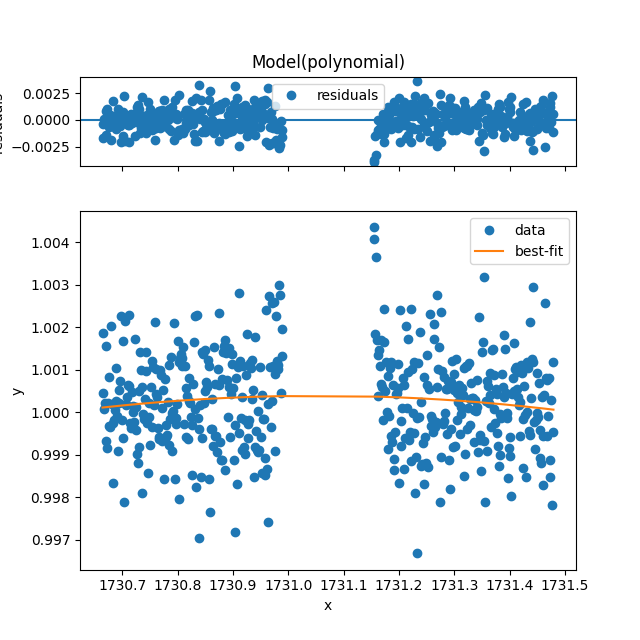 Model(polynomial)
0.0025
0.0000
−0.0025
residuals
residuals
data
best-fit
1.004
1.003
1.002
1.001
1.000
0.999
0.998
0.997
y
1730.7 1730.8 1730.9 1731.0 1731.1 1731.2 1731.3 1731.4 1731.5
x